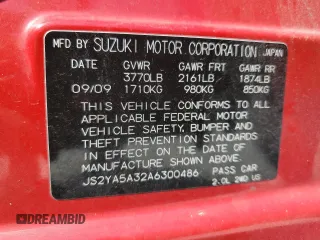 MFD BY SUZUKI MOTOR CORPORATION JAPAN
DATE GVWR GAWR FRT GAWR RR
3770LB 2161LB 1874LB
09/09 1710KG 980KG 850KG
THIS VEHICLE CONFORMS TO ALL
APPLICABLE FEDERAL MOTOR
VEHICLE SAFETY, BUMPER AND
THEFT PREVENTION STANDARDS
IN EFFECT ON THE DATE OF
MANUFACTURE SHOWN ABOVE.
JS2YA5A32A6300486 PASS CAR
2.0L 2WD US
DREAMBID